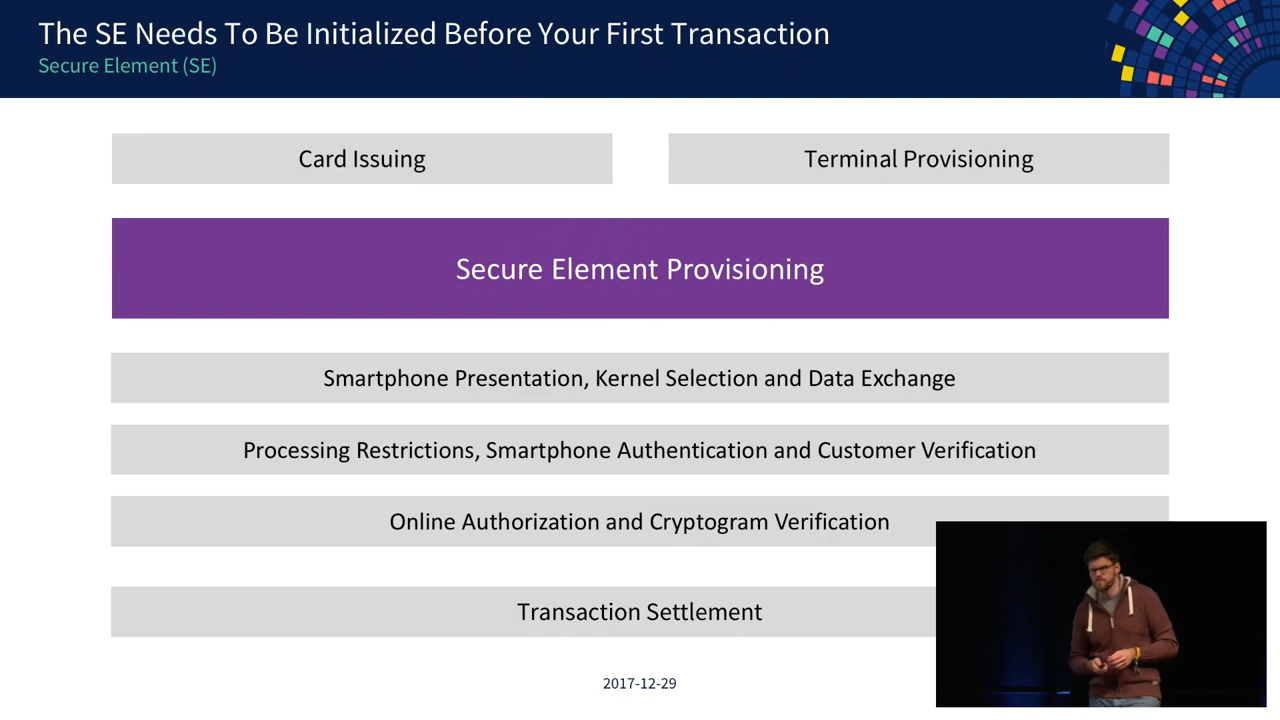 The SE Needs To Be Initialized Before Your First Transaction
Secure Element (SE)
Card Issuing
Terminal Provisioning
Secure Element Provisioning
Smartphone Presentation, Kernel Selection and Data Exchange
Processing Restrictions, Smartphone Authentication and Customer Verification
Online Authorization and Cryptogram Verification
Transaction Settlement
2017-12-29